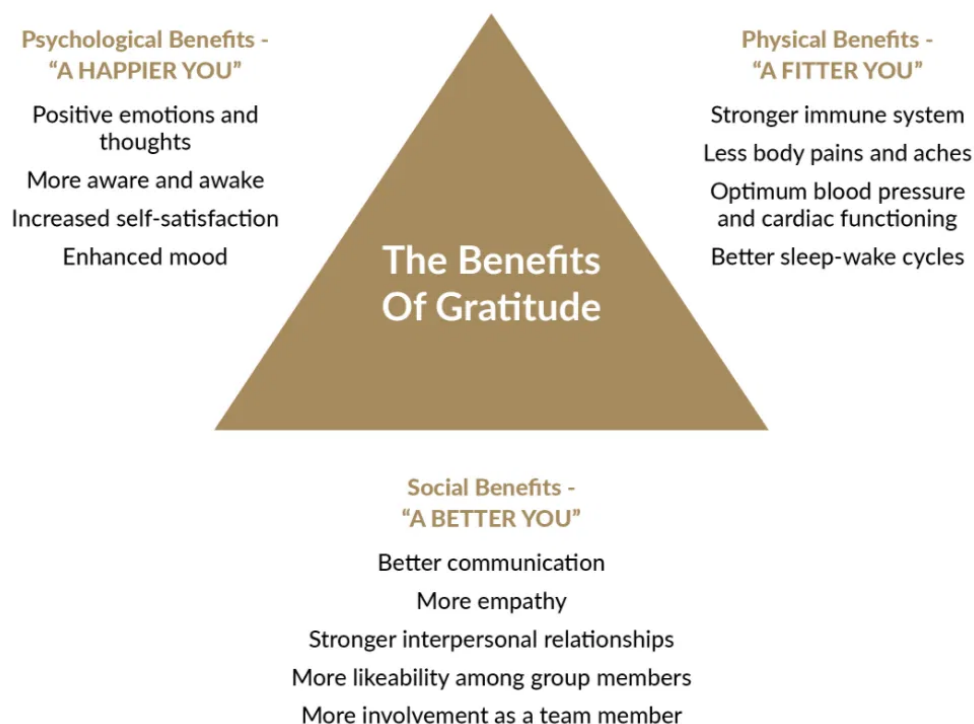 Psychological Benefits -
“A HAPPIER YOU”
Positive emotions and
thoughts
More aware and awake
Increased self-satisfaction
Enhanced mood
Physical Benefits -
“A FITTER YOU”
Stronger immune system
Less body pains and aches
Optimum blood pressure
and cardiac functioning
Better sleep-wake cycles
The Benefits
Of Gratitude
Social Benefits -
“A BETTER YOU”
Better communication
More empathy
Stronger interpersonal relationships
More likeability among group members
More involvement as a team member